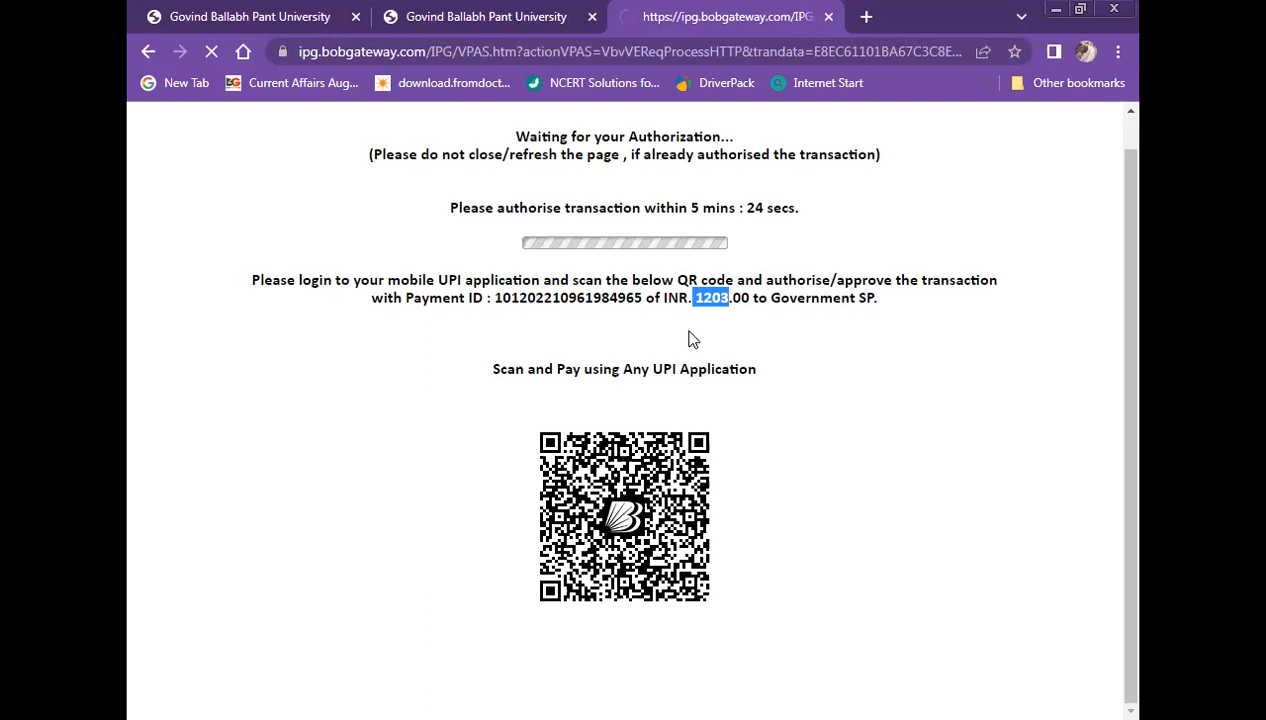 Govind Ballabh Pant University
Govind Ballabh Pant University
https://ipg.bobgateway.com/IPG
ipg.bobgateway.com/IPG/VPAS.htm?actionVPAS=VbvVEReqProcessHTTP&trandata=E8EC61101BA67C3C8E...
New Tab
Current Affairs Aug...
download.fromdoct...
NCERT Solutions fo...
DriverPack
Internet Start
Other bookmarks
Waiting for your Authorization...
(Please do not close/refresh the page , if already authorised the transaction)
Please authorise transaction within 5 mins : 24 secs.
Please login to your mobile UPI application and scan the below QR code and authorise/approve the transaction
with Payment ID : 101202210961984965 of INR. 1203.00 to Government SP.
Scan and Pay using Any UPI Application